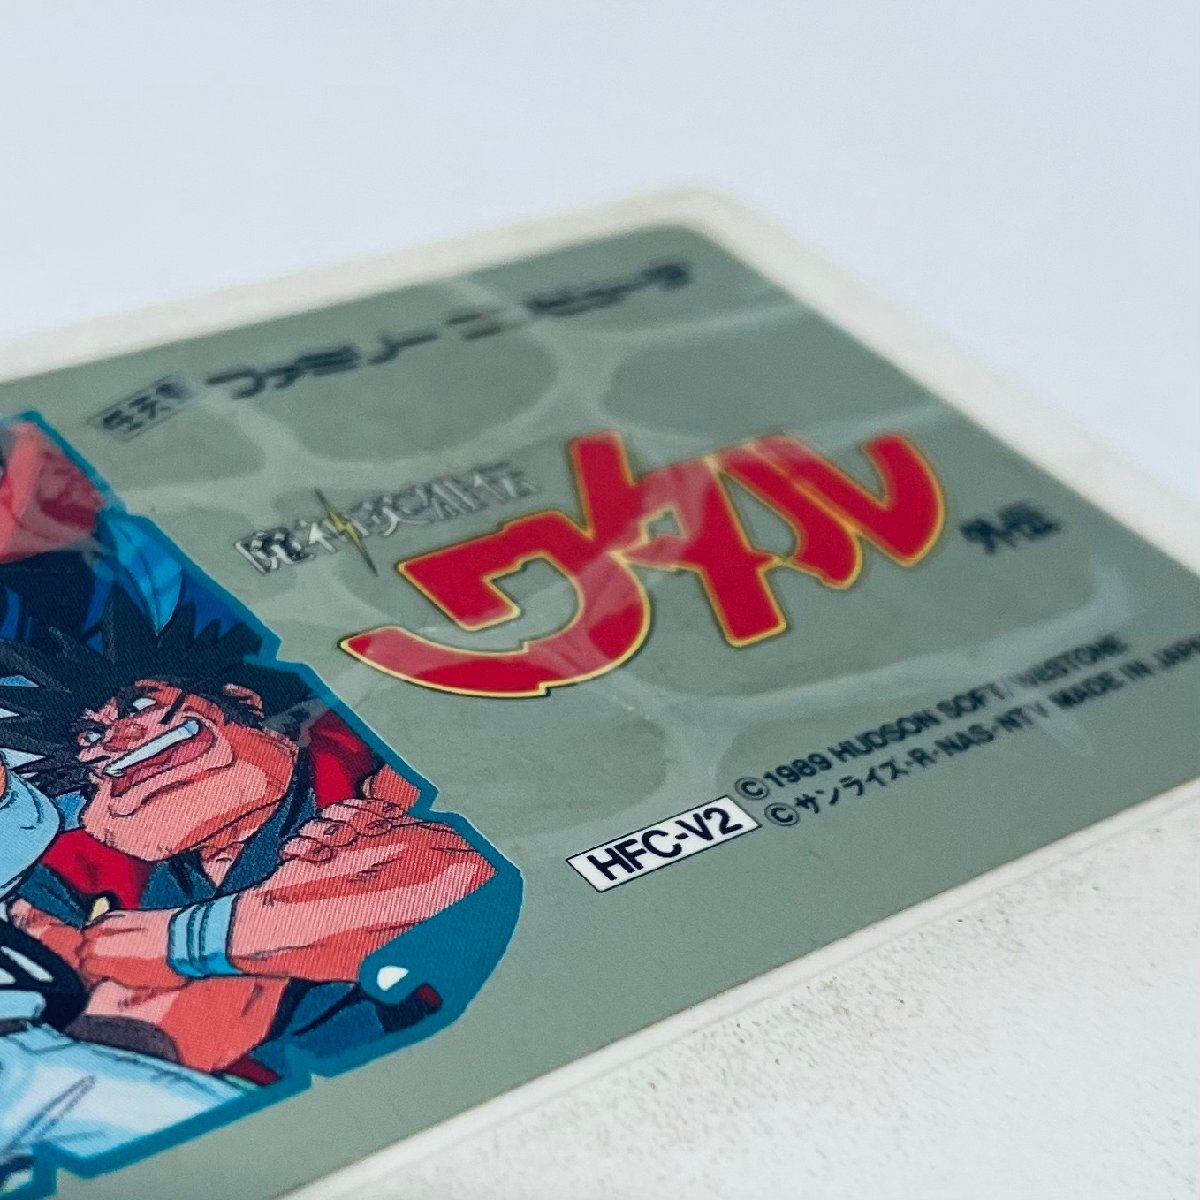 ファミリーコンピュータ
魔神英雄伝
ワタル
外伝
©1989 HUDSON SOFT/WESTONE
©サンライズ・R・NAS・NTV MADE IN JAPAN
HFC-V2